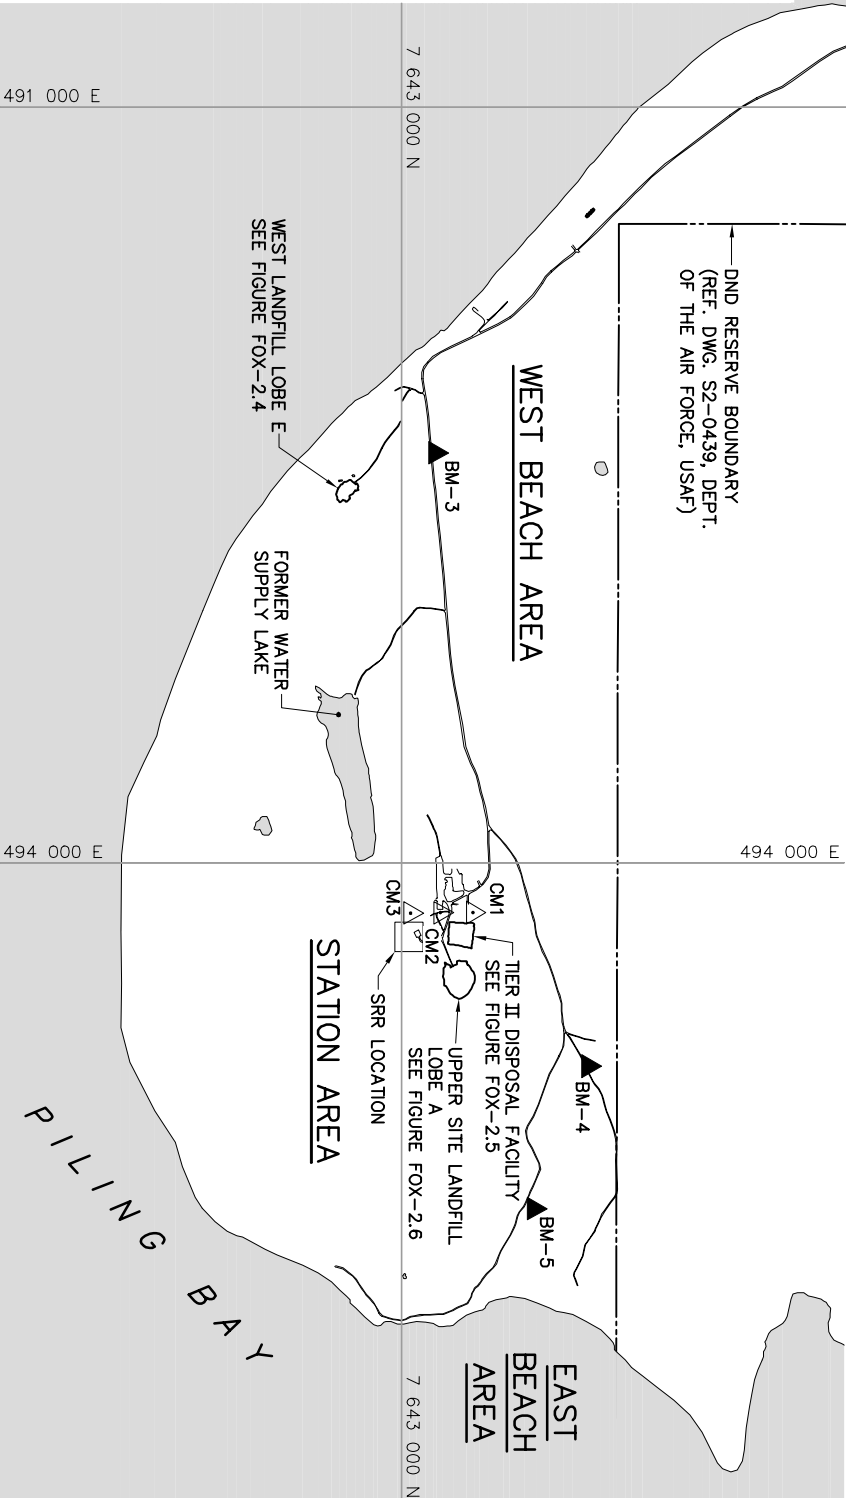 7 643 000 N
491 000 E
DND RESERVE BOUNDARY
(REF. DWG. S2-0439, DEPT.
OF THE AIR FORCE, USAF)
WEST LANDFILL LOBE E
SEE FIGURE FOX-2.4
WEST BEACH AREA
BM-3
FORMER WATER
SUPPLY LAKE
494 000 E
494 000 E
CM1
CM3
CM2
TIER II DISPOSAL FACILITY
SEE FIGURE FOX-2.5
UPPER SITE LANDFILL
LOBE A
SEE FIGURE FOX-2.6
SRR LOCATION
STATION AREA
BM-4
BM-5
PILING BAY
EAST
BEACH
AREA
7 643 000 N